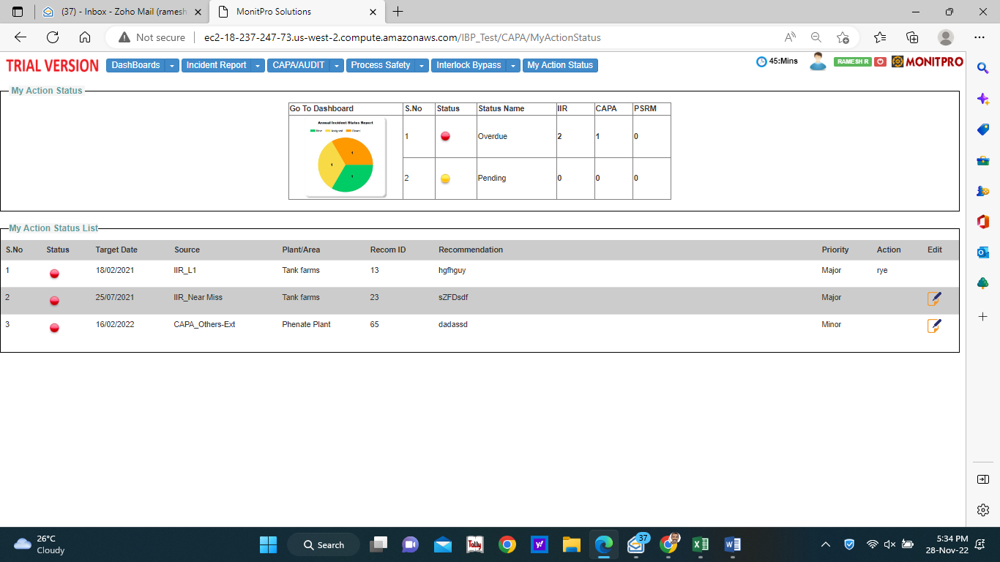 (37) - Inbox - Zoho Mail (ramesh
MonitPro Solutions
Not secure
ec2-18-237-247-73.us-west-2.compute.amazonaws.com/IBP_Test/CAPA/MyActionStatus
TRIAL VERSION
DashBoards
Incident Report
CAPA/AUDIT
Process Safety
Interlock Bypass
My Action Status
45:Mins
RAMESH R
MONITPRO
My Action Status
Go To Dashboard S.No Status Status Name IIR CAPA PSRM
Annual Incident Status Report
New Assigned Closed
1
1
1
1 Overdue 2 1 0
2 Pending 0 0 0
My Action Status List
S.No Status Target Date Source Plant/Area Recom ID Recommendation Priority Action Edit
1 18/02/2021 IIR_L1 Tank farms 13 hgfhguy Major rye
2 25/07/2021 IIR_Near Miss Tank farms 23 sZFDsdf Major
3 16/02/2022 CAPA_Others-Ext Phenate Plant 65 dadassd Minor
26°C
Cloudy
Search
Tally
y!
37
5:34 PM
28-Nov-22